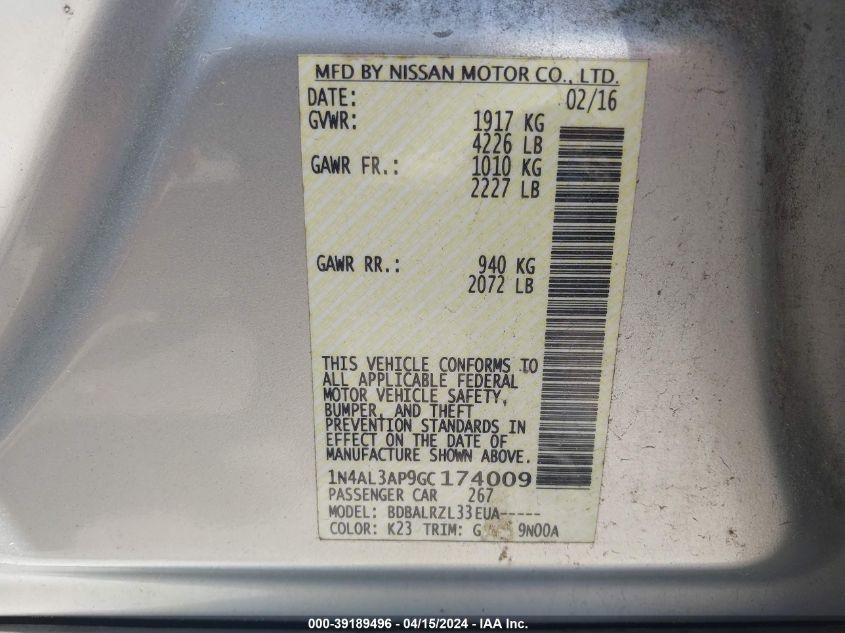 MFD BY NISSAN MOTOR CO., LTD.
DATE: 02/16
GVWR: 1917 KG
4226 LB
GAWR FR.: 1010 KG
2227 LB
GAWR RR.: 940 KG
2072 LB
THIS VEHICLE CONFORMS TO
ALL APPLICABLE FEDERAL
MOTOR VEHICLE SAFETY,
BUMPER, AND THEFT
PREVENTION STANDARDS IN
EFFECT ON THE DATE OF
MANUFACTURE SHOWN ABOVE.
1N4AL3AP9GC174009
PASSENGER CAR 267
MODEL: BDBALRZL33EUA-----
COLOR: K23 TRIM: G 9N00A
000-39189496 - 04/15/2024 - IAA Inc.